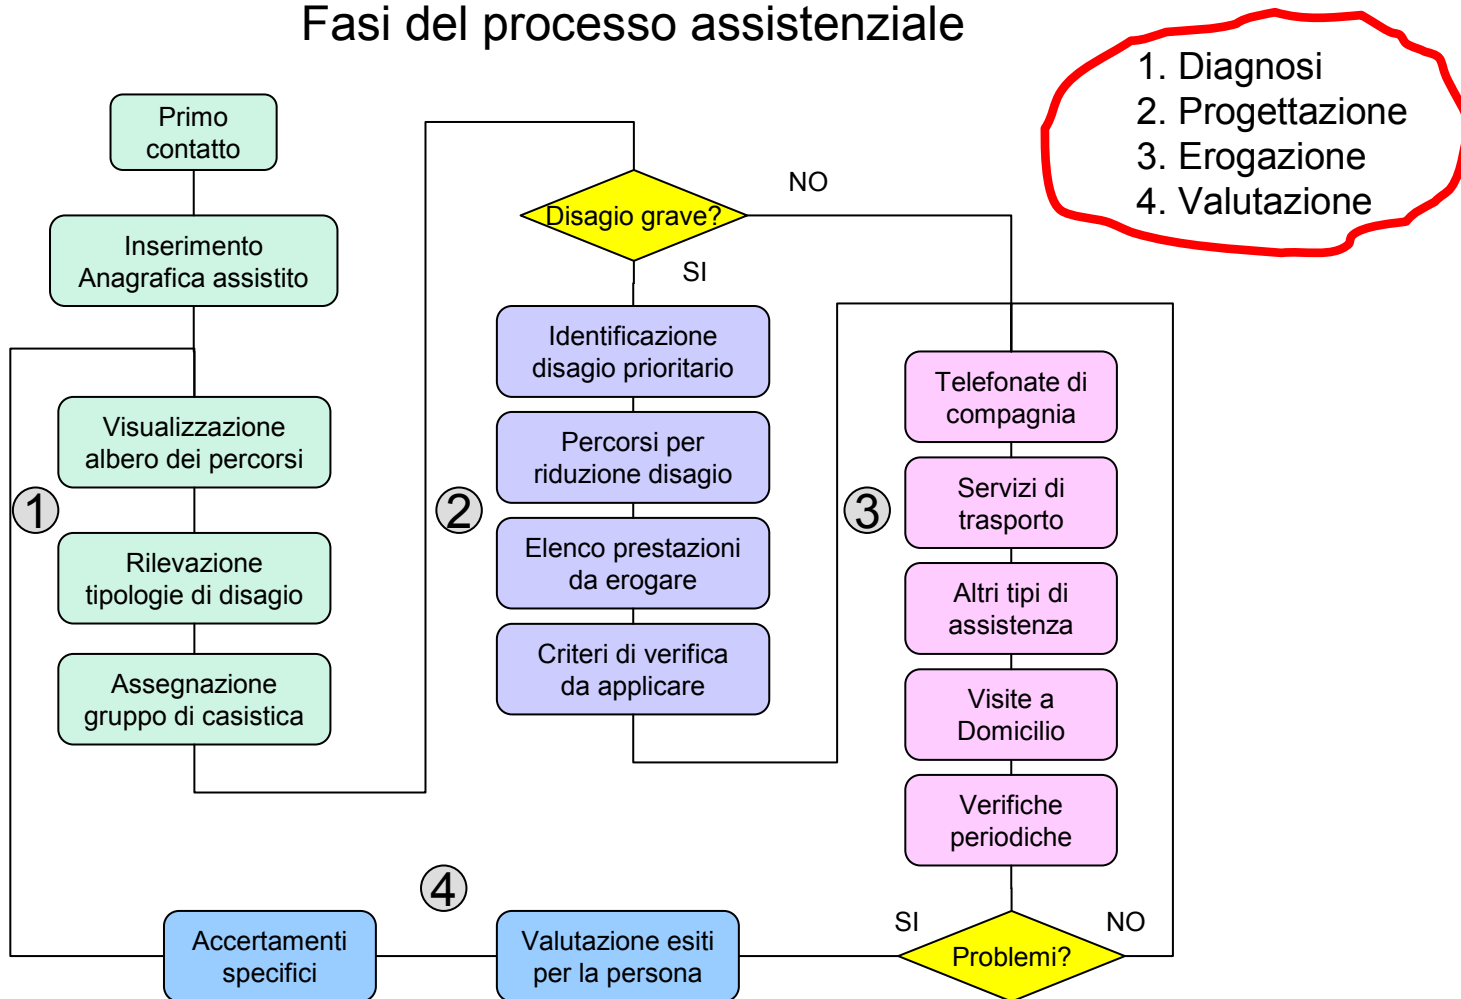 Fasi del processo assistenziale
1. Diagnosi
2. Progettazione
3. Erogazione
4. Valutazione
Primo
contatto
Inserimento
Anagrafica assistito
Visualizzazione
albero dei percorsi
1
Rilevazione
tipologie di disagio
Assegnazione
gruppo di casistica
Disagio grave?
NO
SI
Identificazione
disagio prioritario
Percorsi per
riduzione disagio
2
Elenco prestazioni
da erogare
Criteri di verifica
da applicare
Telefonate di
compagnia
3
Servizi di
trasporto
Altri tipi di
assistenza
Visite a
Domicilio
Verifiche
periodiche
Problemi?
SI
NO
4
Valutazione esiti
per la persona
Accertamenti
specifici